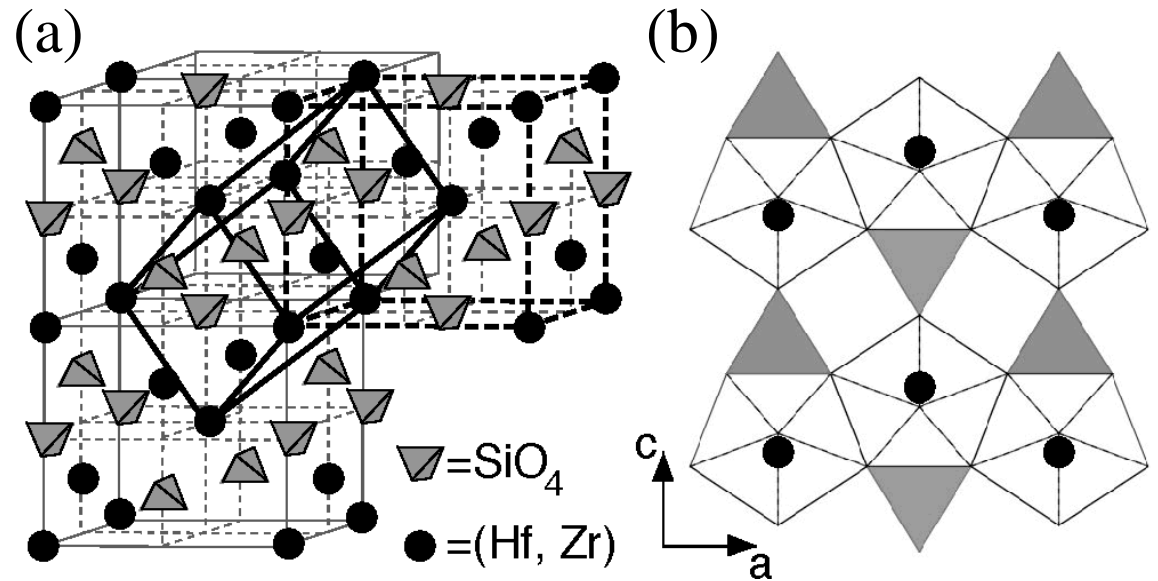 (a)
(b)
=SiO₄
=(Hf, Zr)
c
a